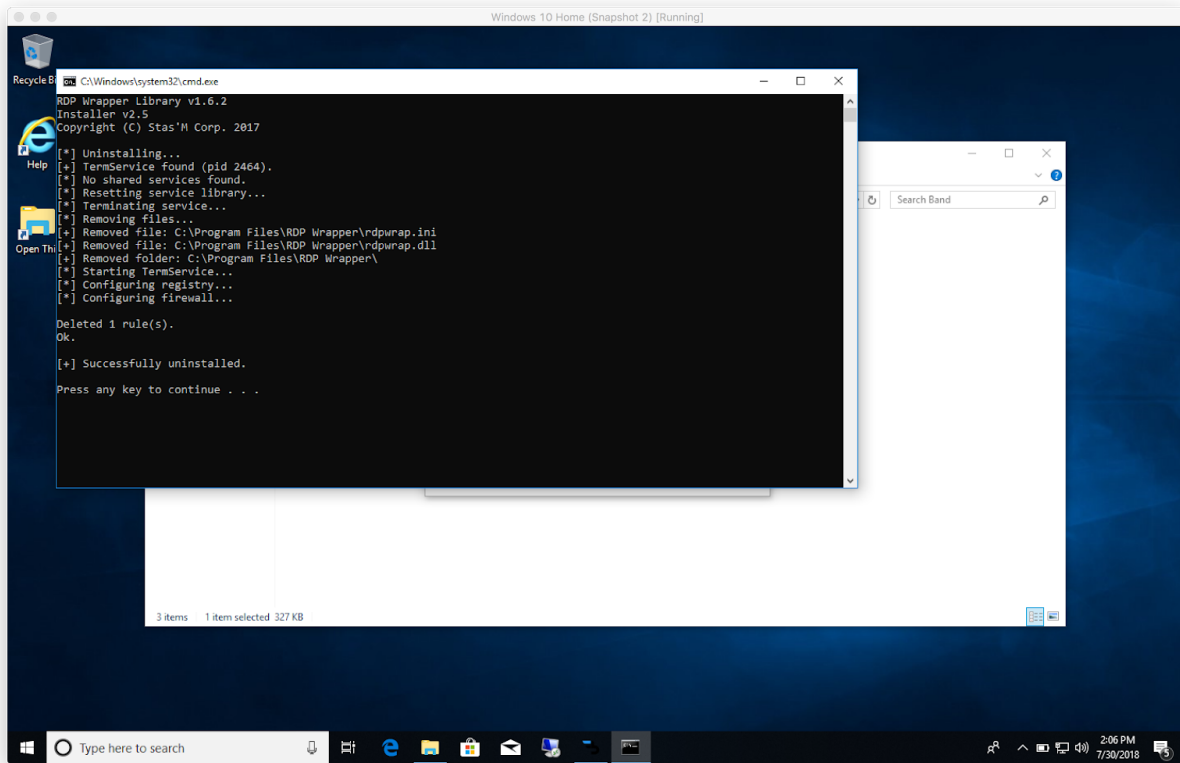 Windows 10 Home (Snapshot 2) [Running]
Recycle Bi
C:\Windows\system32\cmd.exe
RDP Wrapper Library v1.6.2
Installer v2.5
Copyright (C) Stas'M Corp. 2017
[*] Uninstalling...
[+] TermService found (pid 2464).
[*] No shared services found.
[*] Resetting service library...
[*] Terminating service...
[*] Removing files...
[+] Removed file: C:\Program Files\RDP Wrapper\rdpwrap.ini
[+] Removed file: C:\Program Files\RDP Wrapper\rdpwrap.dll
[+] Removed folder: C:\Program Files\RDP Wrapper\
[*] Starting TermService...
[*] Configuring registry...
[*] Configuring firewall...
Deleted 1 rule(s).
Ok.
[+] Successfully uninstalled.
Press any key to continue . . .
Help
Open Thi
Search Band
3 items 1 item selected 327 KB
Type here to search
2:06 PM
7/30/2018
5